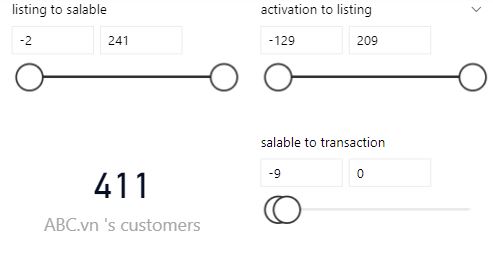 listing to salable
-2 241
activation to listing
-129 209
salable to transaction
-9 0
411
ABC.vn 's customers